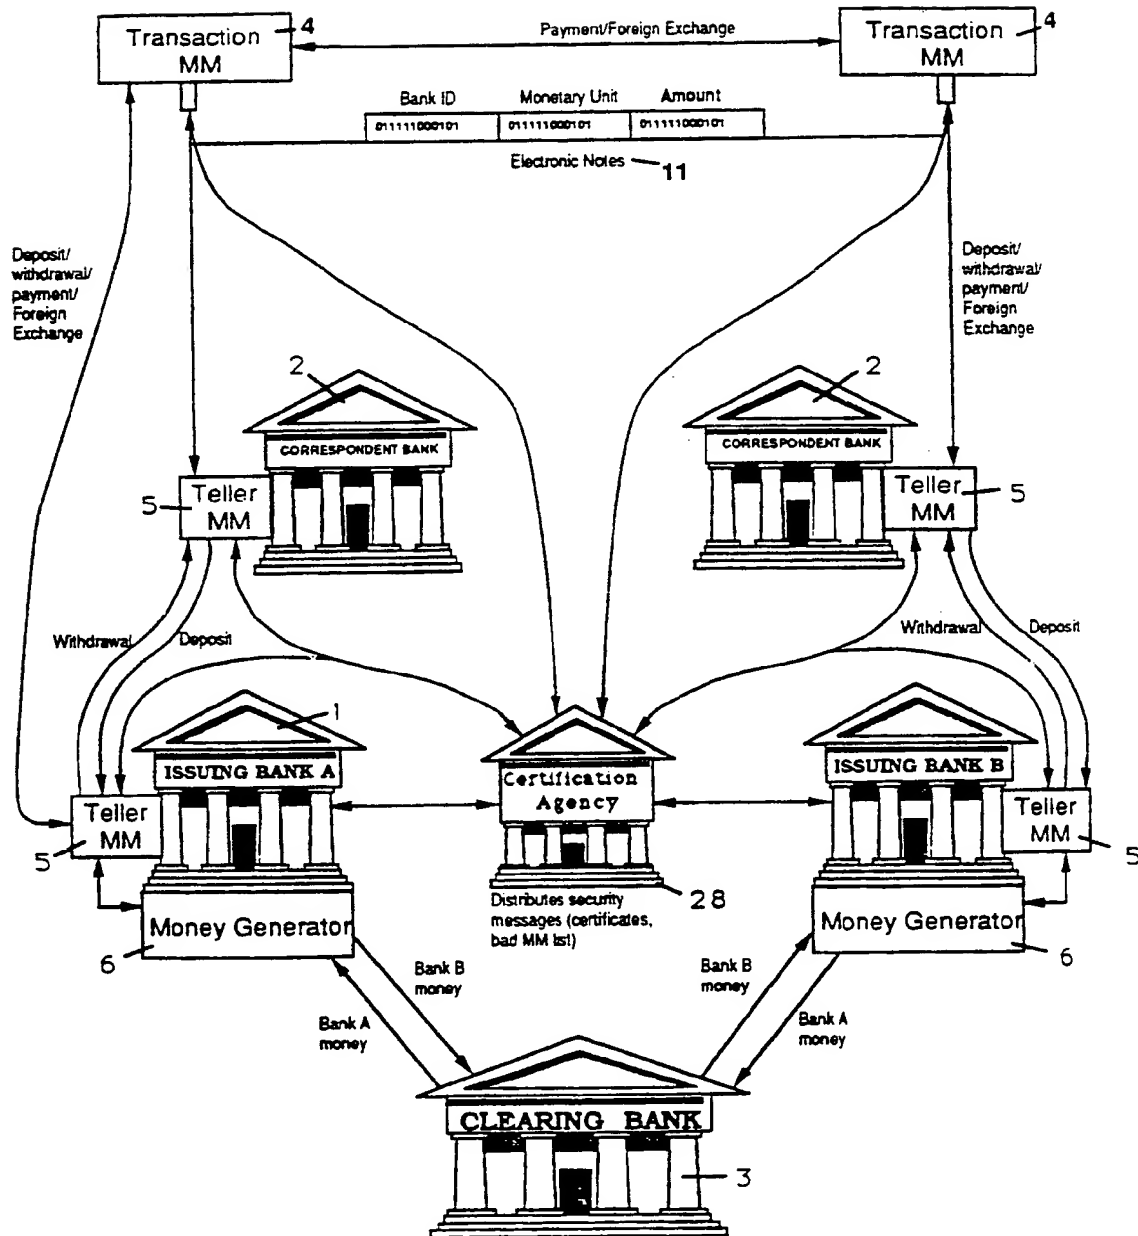 Transaction
MM
4
Payment/Foreign Exchange
Transaction
MM
4
Bank ID Monetary Unit Amount
011111000101 011111000101 011111000101
Electronic Notes 11
Deposit/
withdrawal/
payment/
Foreign
Exchange
Deposit/
withdrawal/
payment/
Foreign
Exchange
2
CORRESPONDENT BANK
2
CORRESPONDENT BANK
5
Teller
MM
Teller
MM
5
Withdrawal
Deposit
Withdrawal
Deposit
1
ISSUING BANK A
Certification
Agency
ISSUING BANK B
Teller
MM
5
Teller
MM
5
28
Distributes security
messages (certificates,
bad MM list)
Money Generator
6
Money Generator
6
Bank B
money
Bank A
money
Bank B
money
Bank A
money
CLEARING BANK
3